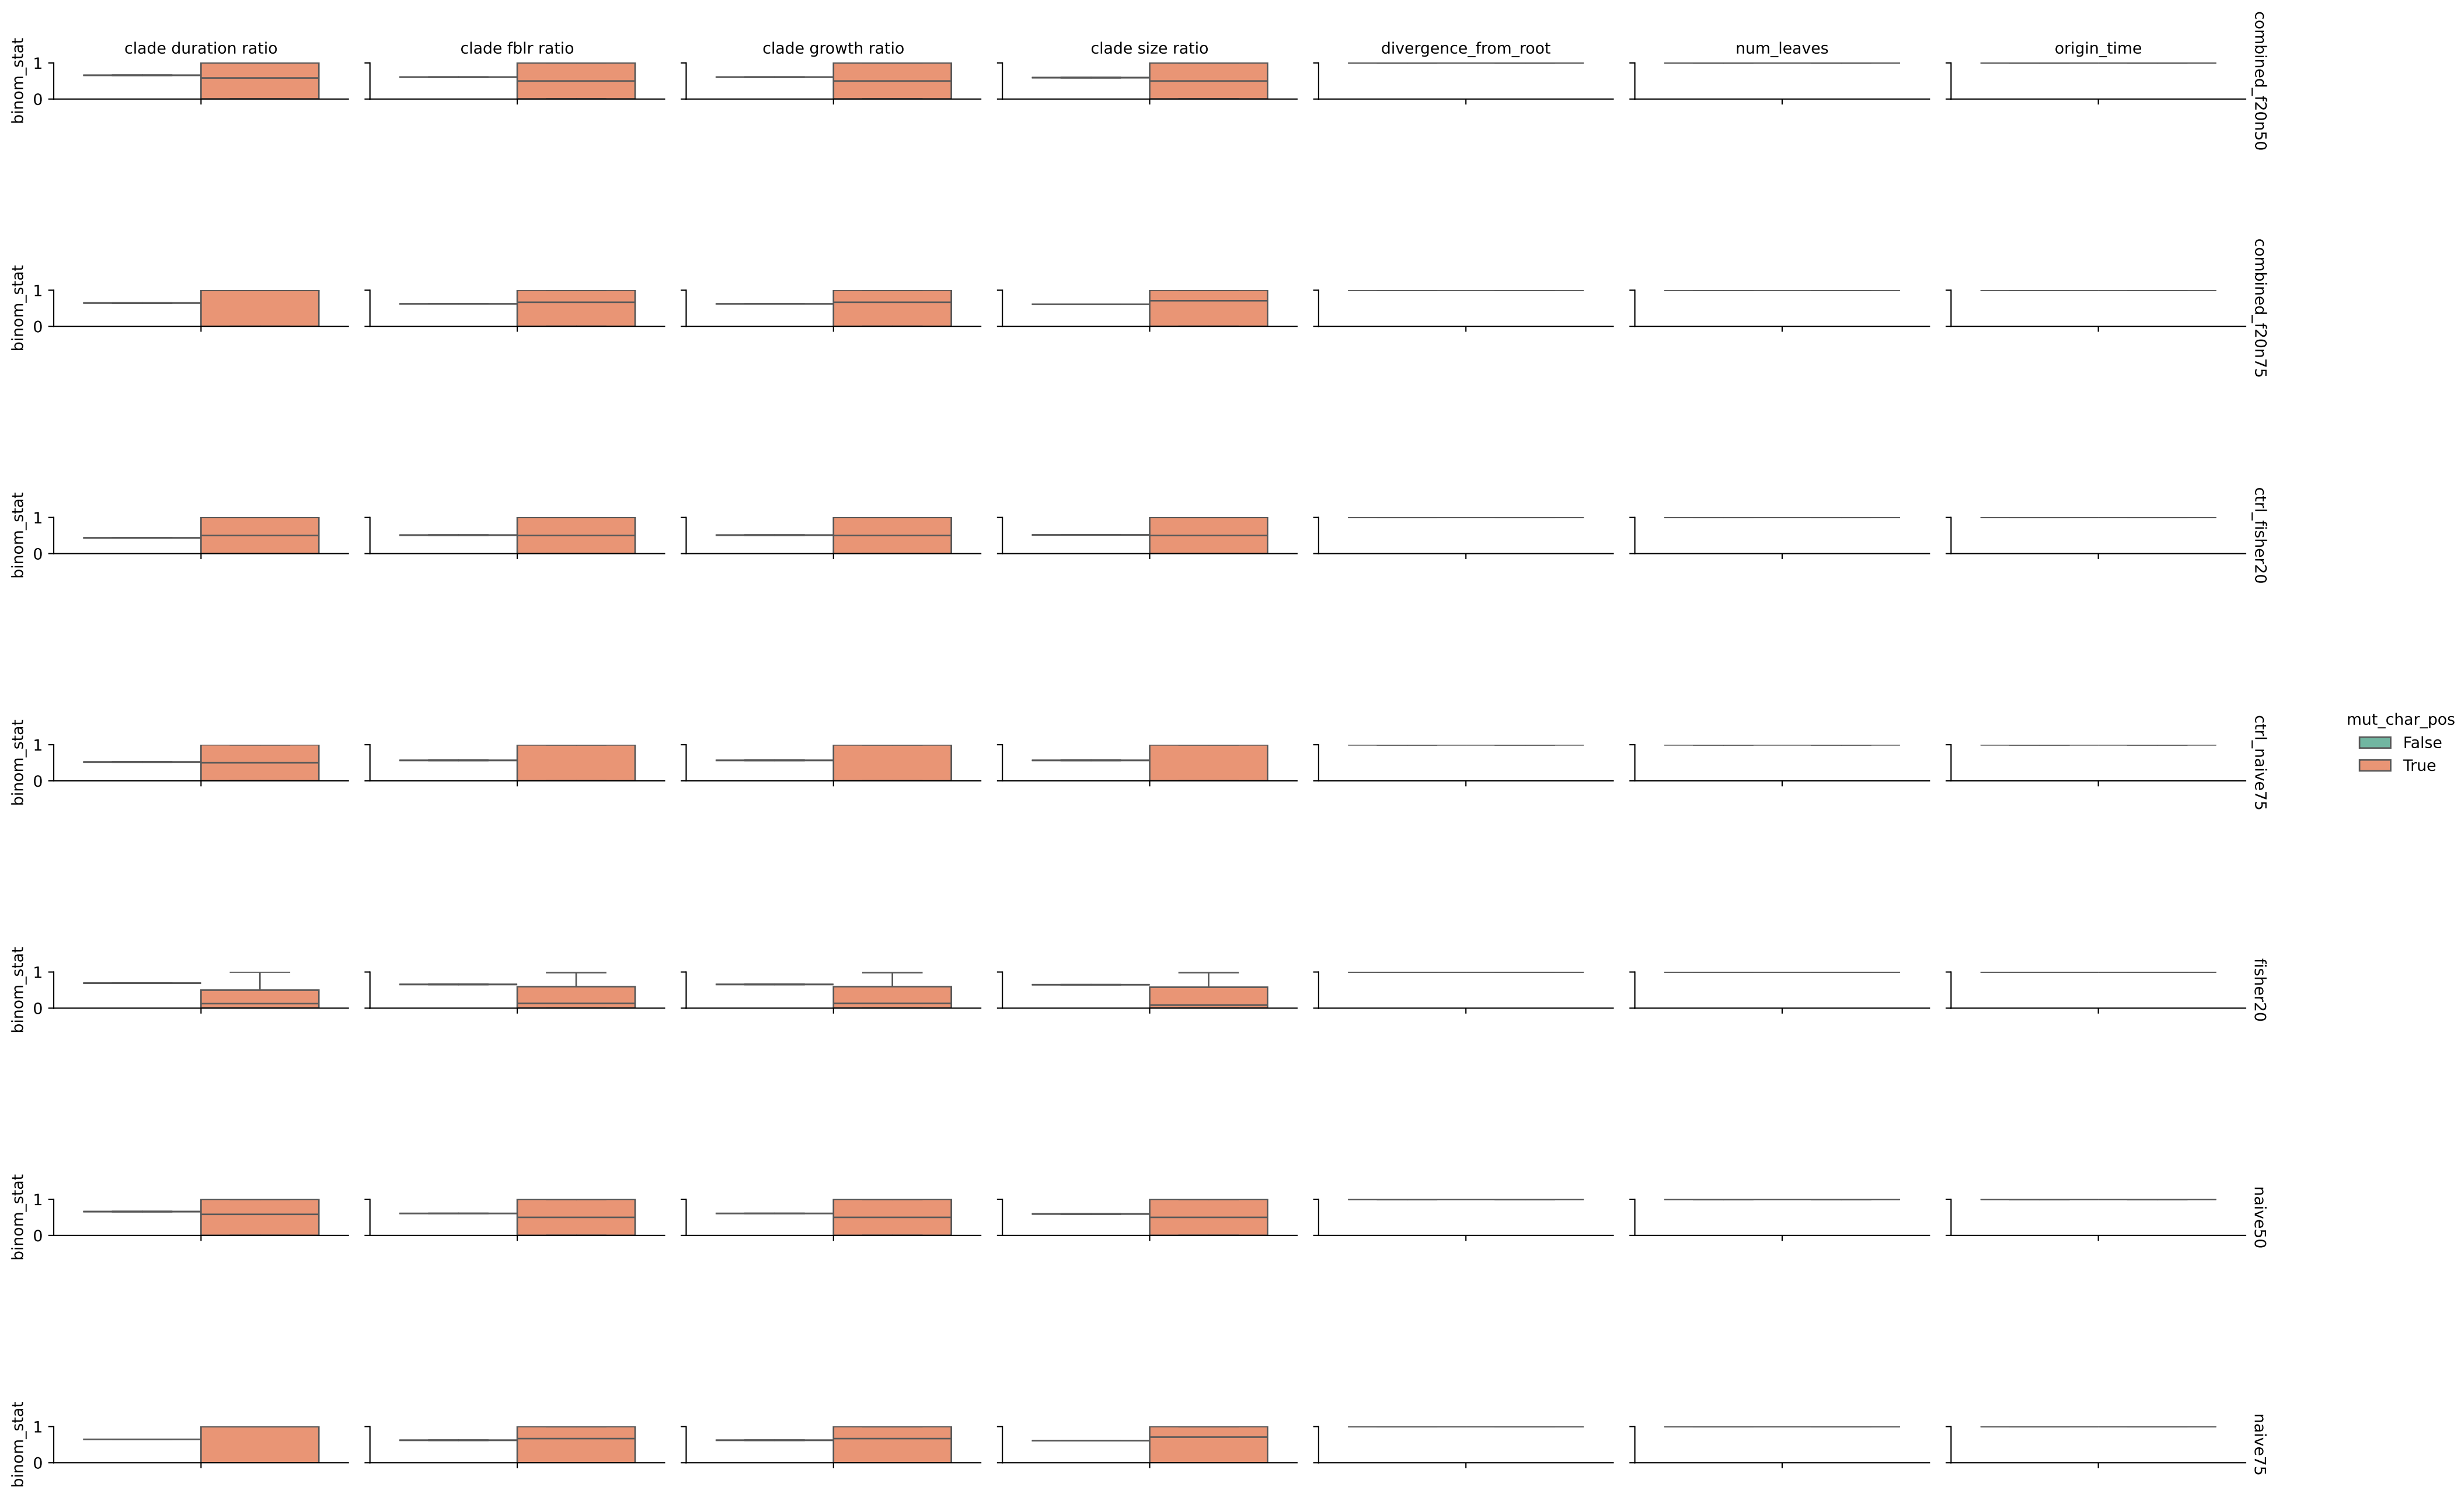 clade duration ratio
clade fblr ratio
clade growth ratio
clade size ratio
divergence_from_root
num_leaves
origin_time
binom_stat
1
0
combined_f20n50
binom_stat
1
0
combined_f20n75
binom_stat
1
0
ctrl_fisher20
binom_stat
1
0
ctrl_naive75
mut_char_pos
False
True
binom_stat
1
0
fisher20
binom_stat
1
0
naive50
binom_stat
1
0
naive75